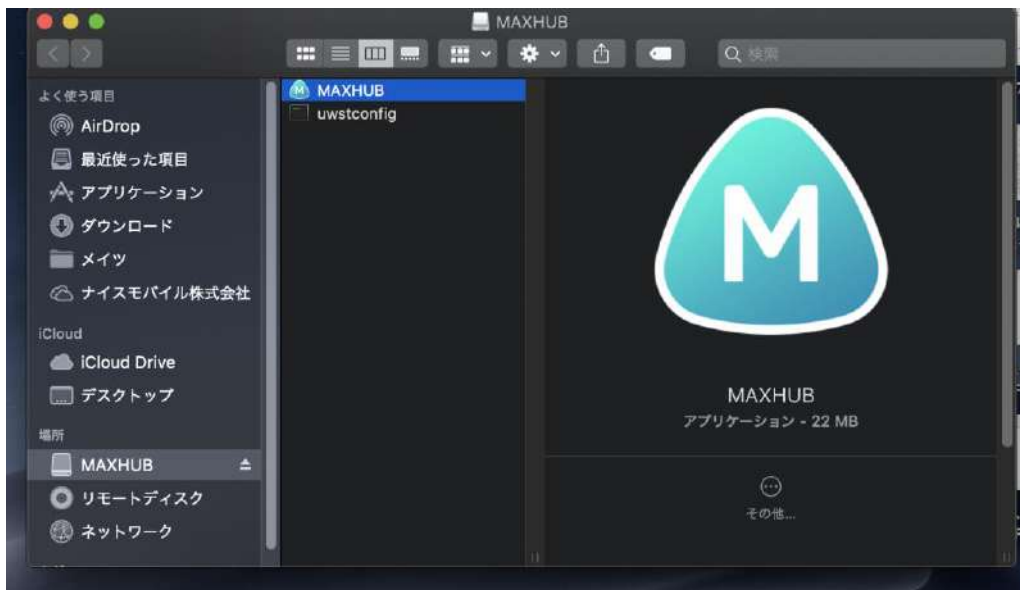 MAXHUB
検索
よく使う項目
AirDrop
最近使った項目
アプリケーション
ダウンロード
メイツ
ナイスモバイル株式会社
iCloud
iCloud Drive
デスクトップ
場所
MAXHUB
リモートディスク
ネットワーク
MAXHUB
uwstconfig
M
MAXHUB
アプリケーション - 22 MB
その他...